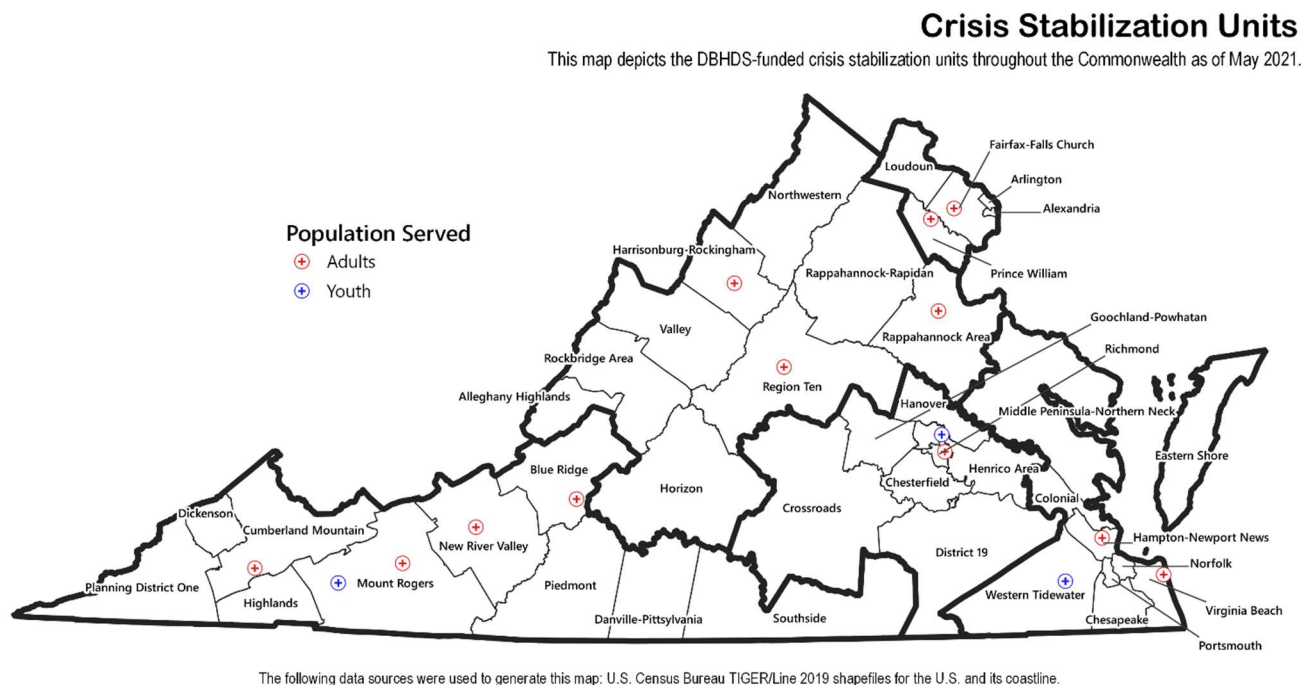 Crisis Stabilization Units
This map depicts the DBHDS-funded crisis stabilization units throughout the Commonwealth as of May 2021.
Fairfax-Falls Church
Loudoun
Arlington
Northwestern
Alexandria
Population Served
Adults
Youth
Harrisonburg-Rockingham
Rappahannock-Rapidan
Prince William
Goochland-Powhatan
Valley
Rappahannock Area
Richmond
Rockbridge Area
Region Ten
Alleghany Highlands
Hanover
Middle Peninsula-Northern Neck
Eastern Shore
Blue Ridge
Henrico Area
Horizon
Chesterfield
Colonial
Crossroads
Dickenson
Cumberland Mountain
Hampton-Newport News
New River Valley
District 19
Norfolk
Mount Rogers
Planning District One
Piedmont
Western Tidewater
Highlands
Virginia Beach
Danville-Pittsylvania
Southside
Chesapeake
Portsmouth
The following data sources were used to generate this map: U.S. Census Bureau TIGER/Line 2019 shapefiles for the U.S. and its coastline.